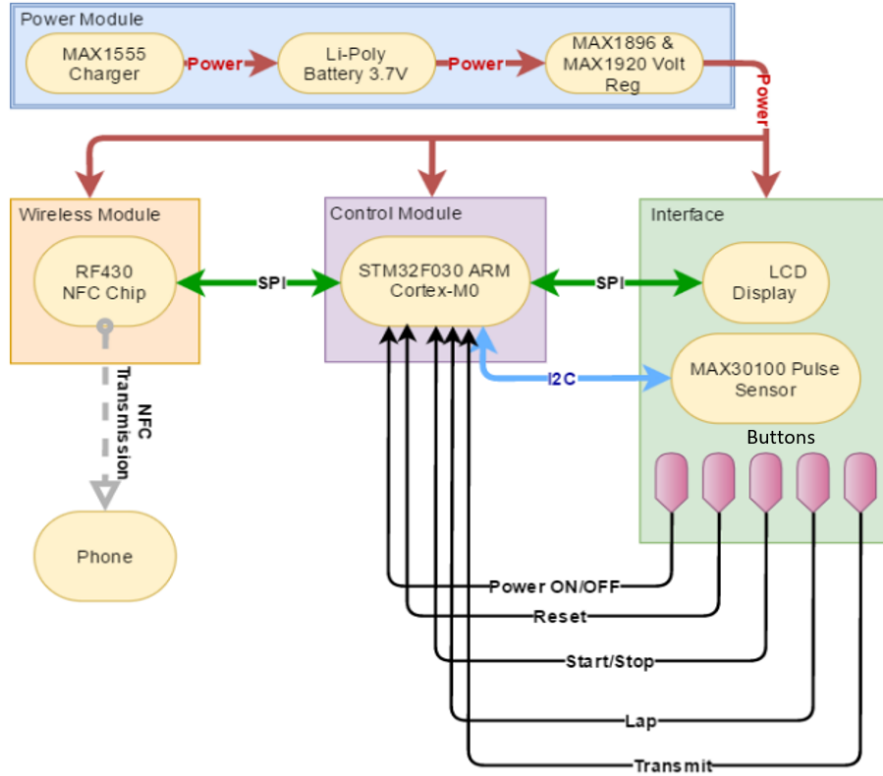 Power Module
MAX1555
Charger
Power
Li-Poly
Battery 3.7V
Power
MAX1896 &
MAX1920 Volt
Reg
Power
Wireless Module
RF430
NFC Chip
SPI
Control Module
STM32F030 ARM
Cortex-M0
SPI
Interface
LCD
Display
I2C
MAX30100 Pulse
Sensor
Buttons
NFC
Transmission
Phone
Power ON/OFF
Reset
Start/Stop
Lap
Transmit